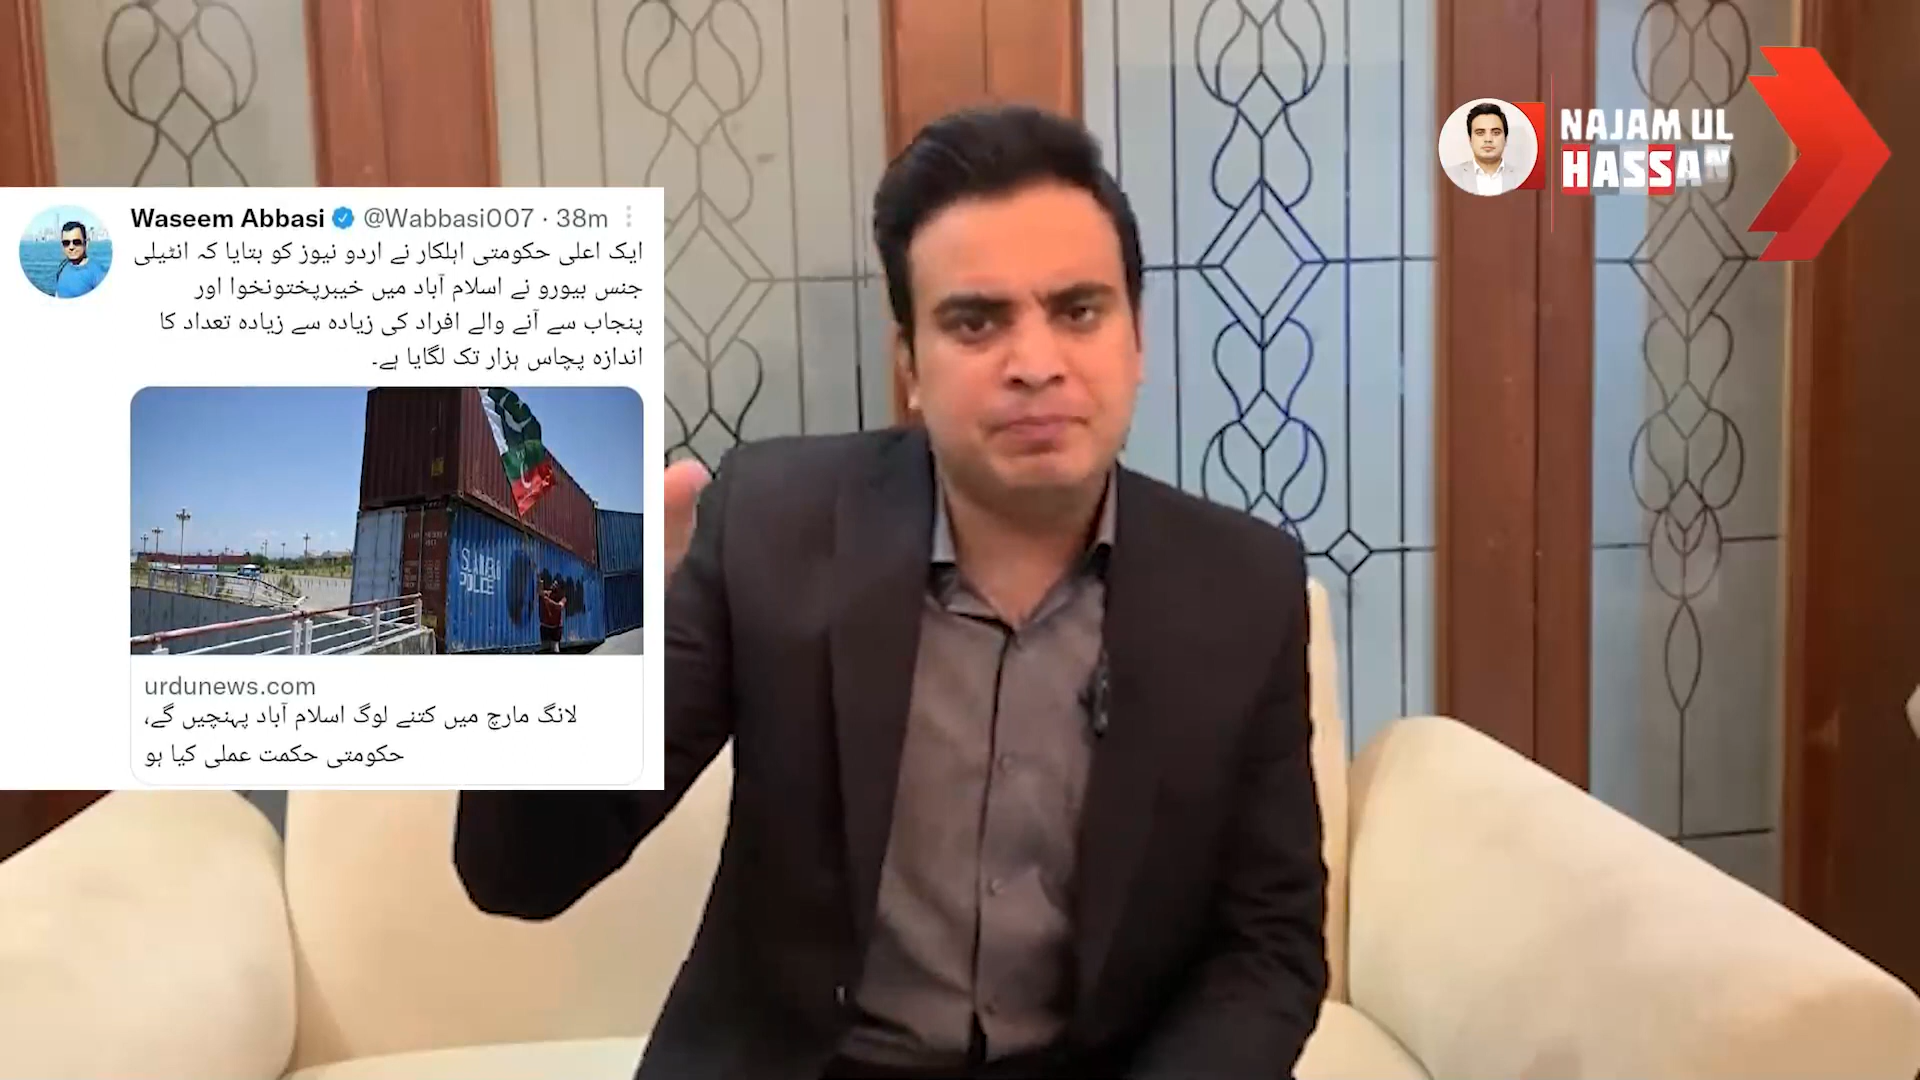 Waseem Abbasi @Wabbasi007 · 38m
ایک اعلی حکومتی اہلکار نے اردو نیوز کو بتایا کہ انٹیلی
جنس بیورو نے اسلام آباد میں خیبرپختونخوا اور
پنجاب سے آنے والے افراد کی زیادہ سے زیادہ تعداد کا
اندازہ پچاس ہزار تک لگایا ہے۔
POLICE
urdunews.com
لانگ مارچ میں کتنے لوگ اسلام آباد پہنچیں گے،
حکومتی حکمت عملی کیا ہو
NAJAM UL
HASSAN